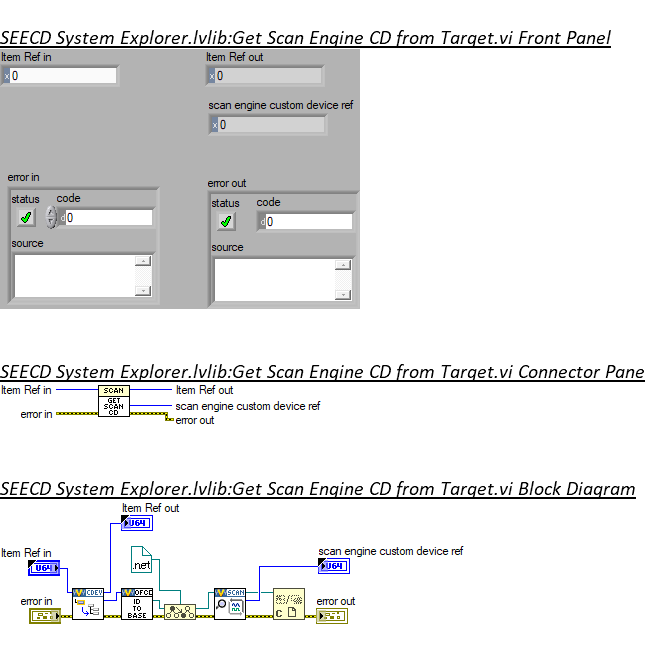 SEECD System Explorer.lvlib:Get Scan Engine CD from Target.vi Front Panel
Item Ref in
Item Ref out
x 0
x 0
scan engine custom device ref
x 0
error in
error out
status
code
status
code
d 0
d 0
source
source
SEECD System Explorer.lvlib:Get Scan Engine CD from Target.vi Connector Pane
Item Ref in
SCAN
GET
SCAN
CD
Item Ref out
scan engine custom device ref
error in
error out
SEECD System Explorer.lvlib:Get Scan Engine CD from Target.vi Block Diagram
Item Ref out
U64
Item Ref in
.net
scan engine custom device ref
U64
U64
error in
CDEV
OFCD
ID
TO
BASE
SCAN
C
error out